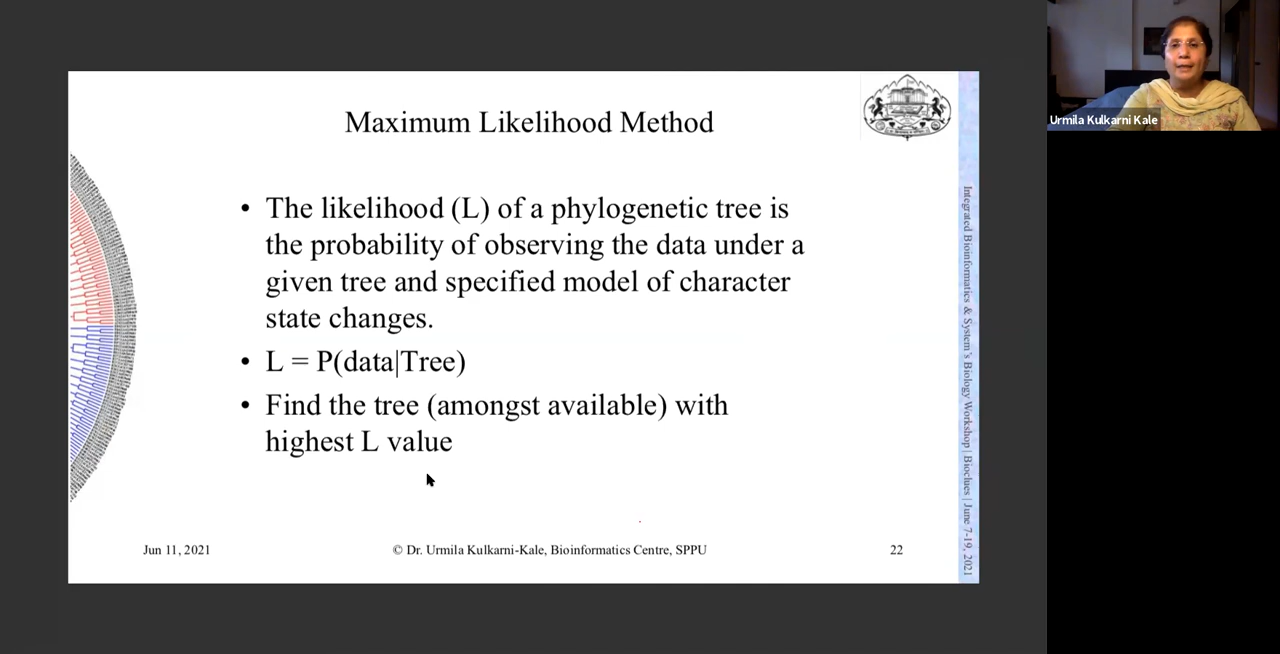 Maximum Likelihood Method
• The likelihood (L) of a phylogenetic tree is
the probability of observing the data under a
given tree and specified model of character
state changes.
• L = P(data|Tree)
• Find the tree (amongst available) with
highest L value
Jun 11, 2021
© Dr. Urmila Kulkarni-Kale, Bioinformatics Centre, SPPU
22
Integrated Bioinformatics & System's Biology Workshop | Bioclues | June 7-19, 2021
Urmila Kulkarni Kale